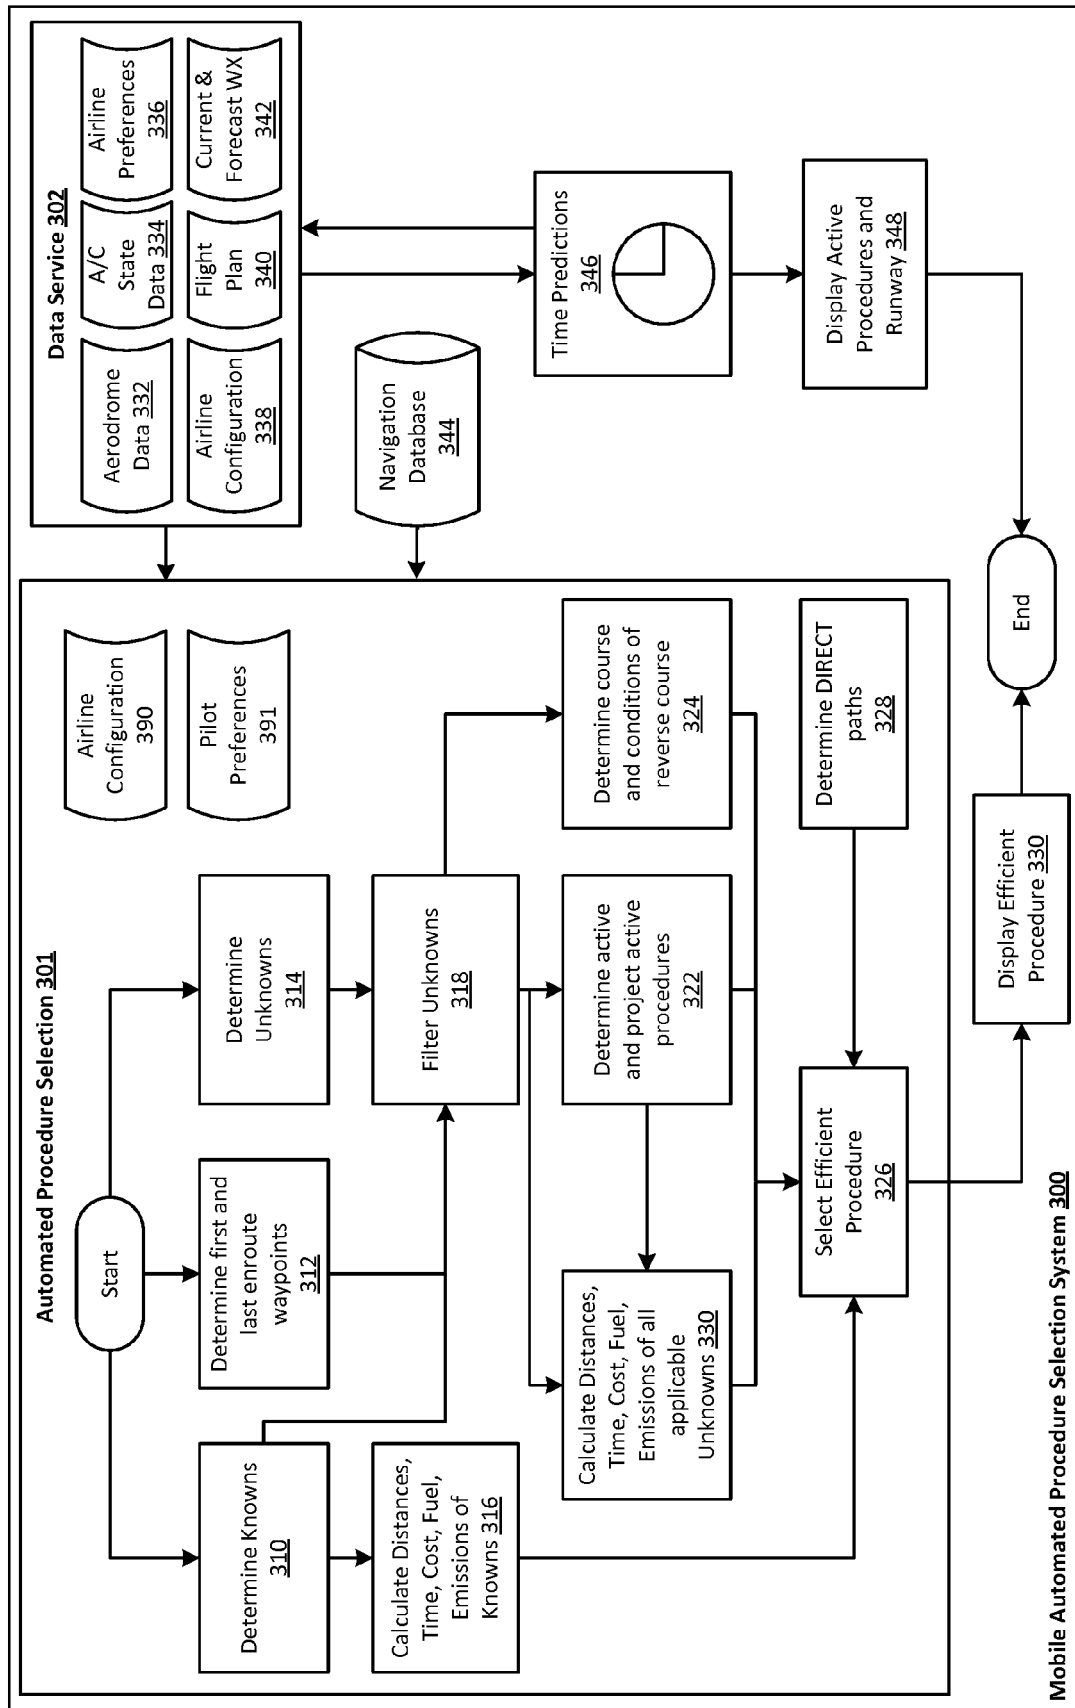 Automated Procedure Selection 301
Start
Determine Knowns
310
Determine first and
last enroute
waypoints
312
Determine
Unknowns
314
Airline
Configuration
390
Pilot
Preferences
391
Calculate Distances,
Time, Cost, Fuel,
Emissions of
Knowns 316
Filter Unknowns
318
Calculate Distances,
Time, Cost, Fuel,
Emissions of all
applicable
Unknowns 330
Determine active
and project active
procedures
322
Determine course
and conditions of
reverse course
324
Select Efficient
Procedure
326
Determine DIRECT
paths
328
Display Efficient
Procedure 330
End
Data Service 302
Aerodrome
Data 332
A/C
State
Data 334
Airline
Preferences
336
Airline
Configuration
338
Flight
Plan
340
Current &
Forecast WX
342
Navigation
Database
344
Time Predictions
346
Display Active
Procedures and
Runway 348
Mobile Automated Procedure Selection System 300